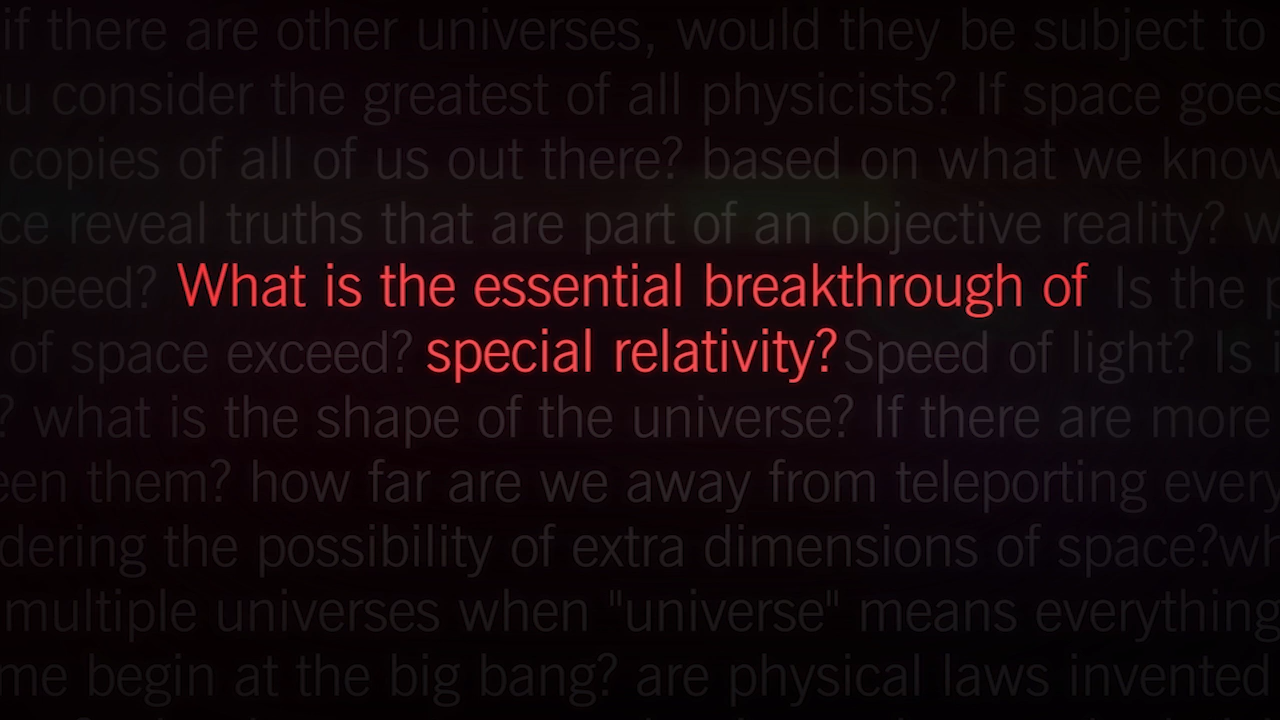 if there are other universes, would they be subject to
u consider the greatest of all physicists? If space goes
copies of all of us out there? based on what we know
ce reveal truths that are part of an objective reality? w
speed? What is the essential breakthrough of Is the p
of space exceed? special relativity? Speed of light? Is
? what is the shape of the universe? If there are more
een them? how far are we away from teleporting every
dering the possibility of extra dimensions of space?wh
multiple universes when "universe" means everything
me begin at the big bang? are physical laws invented